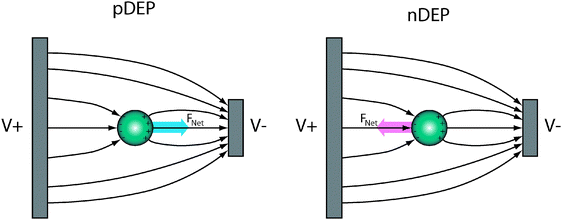 pDEP
nDEP
V+
F_Net
V-
V+
F_Net
V-